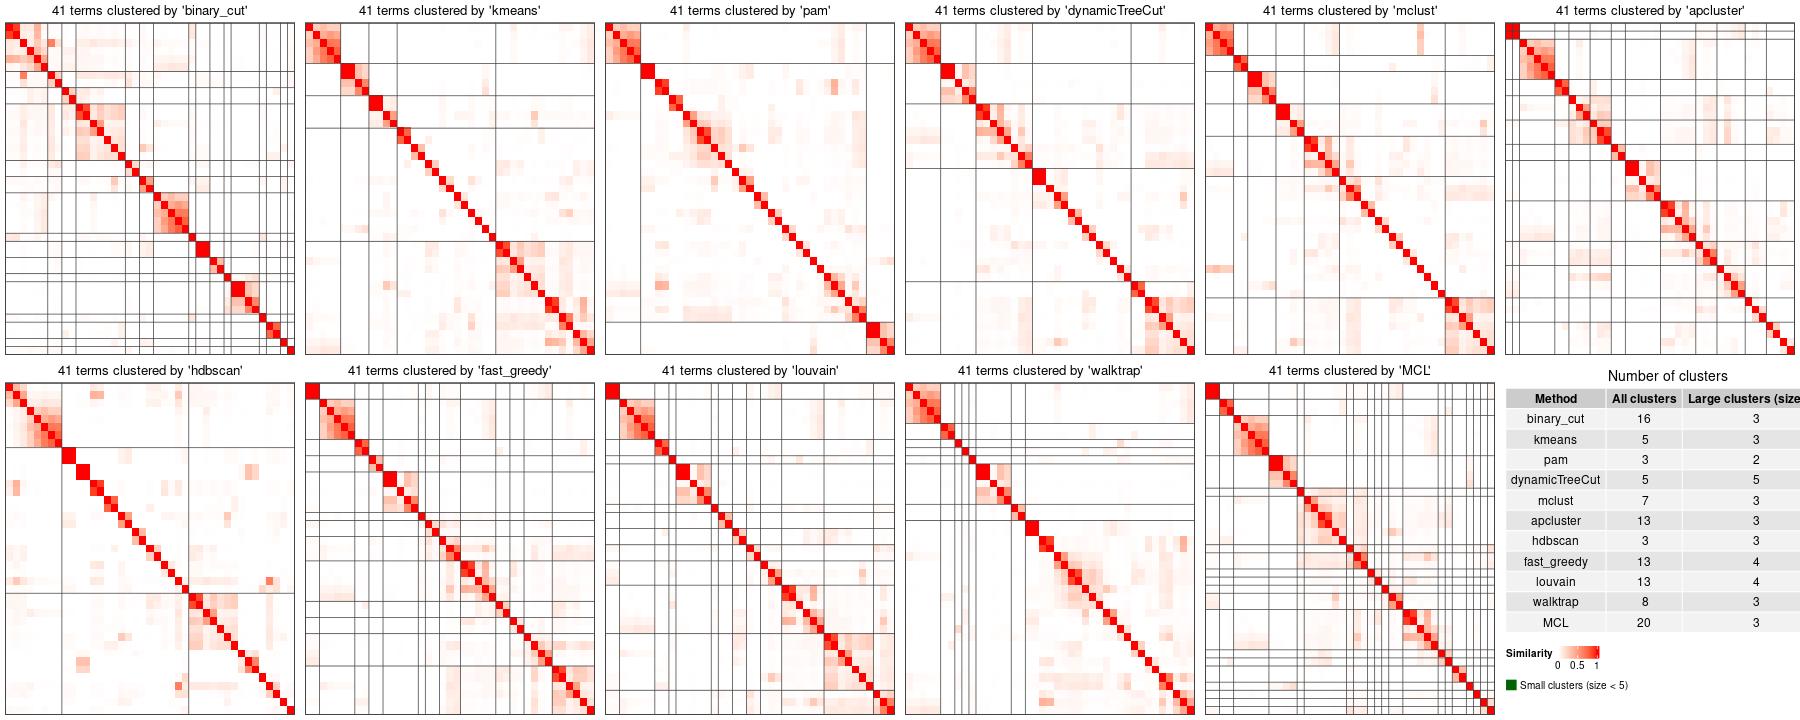 41 terms clustered by 'binary_cut'
41 terms clustered by 'kmeans'
41 terms clustered by 'pam'
41 terms clustered by 'dynamicTreeCut'
41 terms clustered by 'mclust'
41 terms clustered by 'apcluster'
41 terms clustered by 'hdbscan'
41 terms clustered by 'fast_greedy'
41 terms clustered by 'louvain'
41 terms clustered by 'walktrap'
41 terms clustered by 'MCL'
Number of clusters
Method All clusters Large clusters (size
binary_cut 16 3
kmeans 5 3
pam 3 2
dynamicTreeCut 5 5
mclust 7 3
apcluster 13 3
hdbscan 3 3
fast_greedy 13 4
louvain 13 4
walktrap 8 3
MCL 20 3
Similarity
0 0.5 1
Small clusters (size < 5)